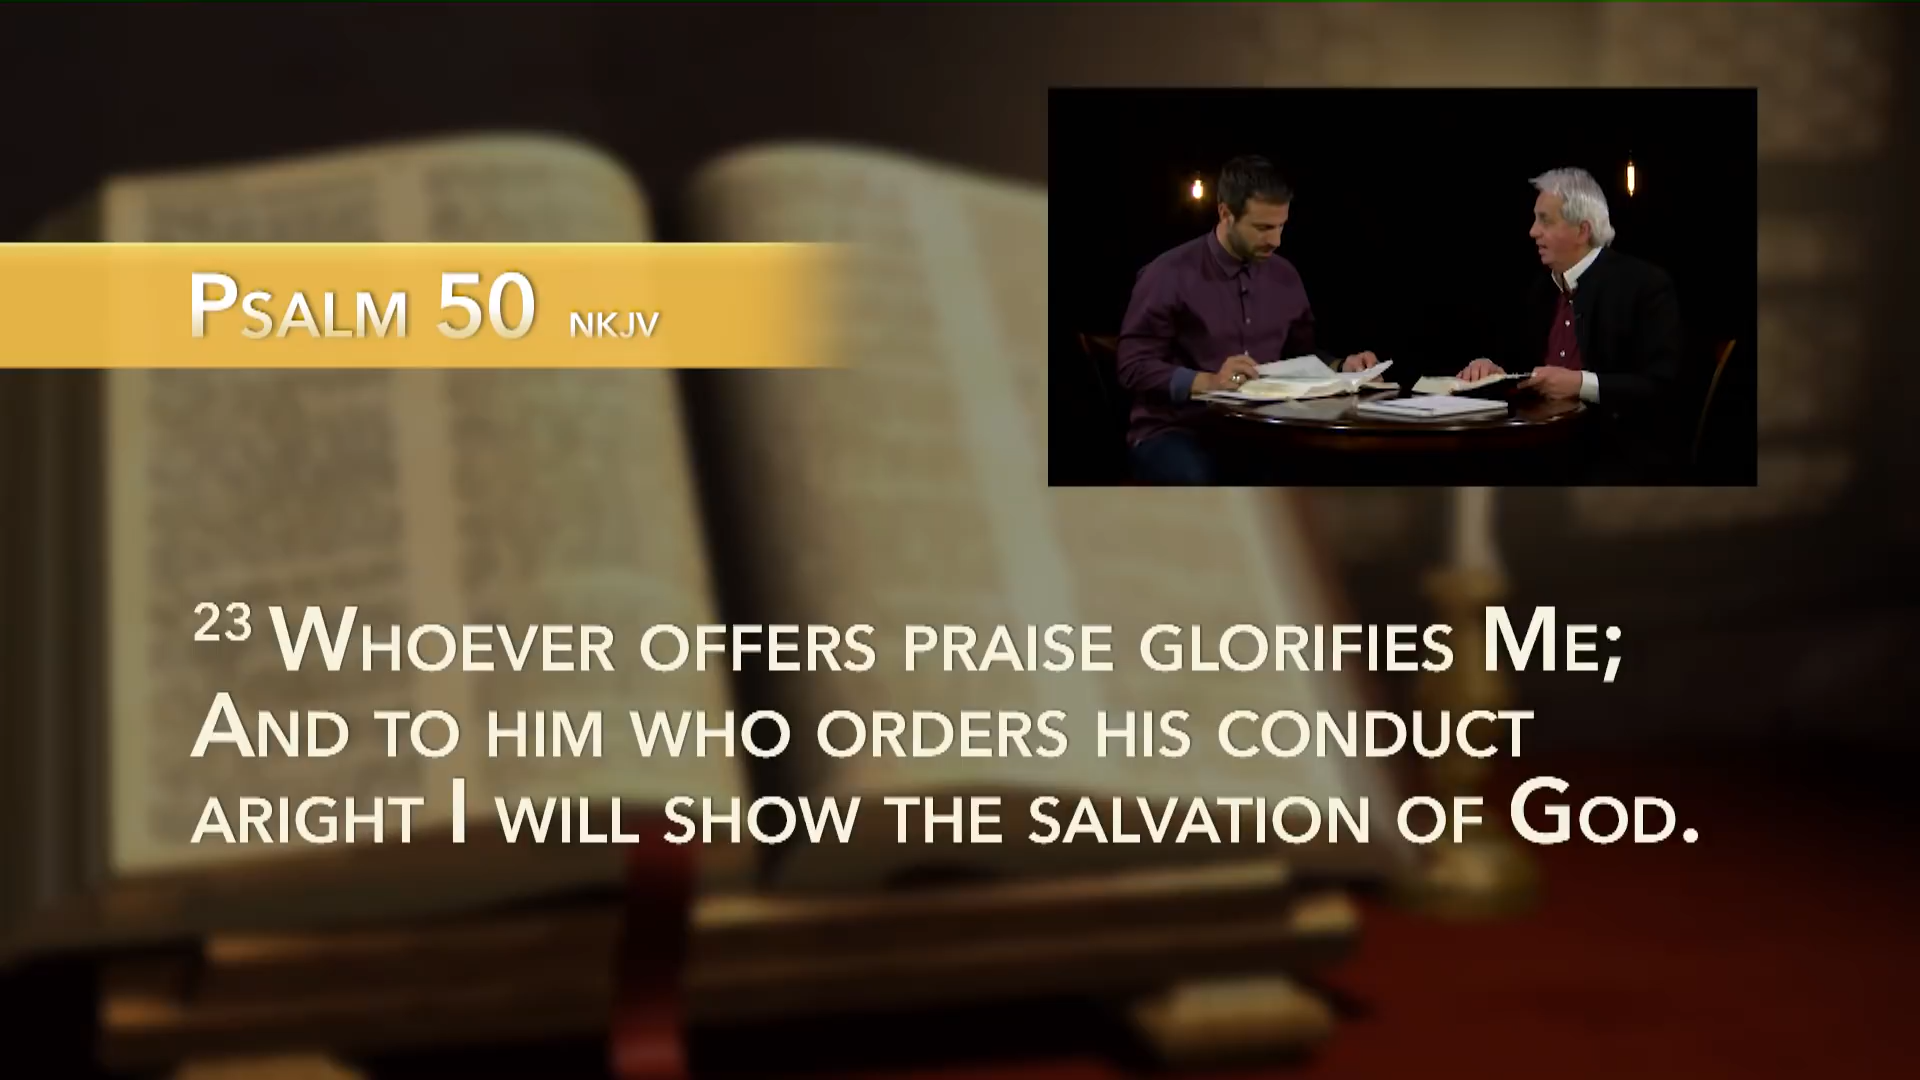 Psalm 50 NKJV
23 Whoever offers praise glorifies Me;
And to him who orders his conduct
aright I will show the salvation of God.